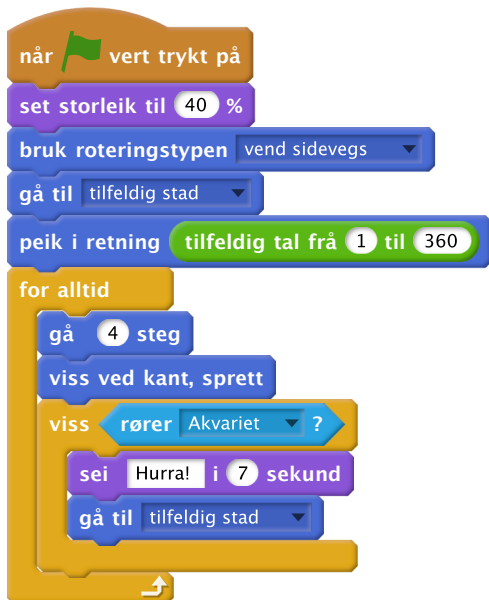 når vert trykt på
set storleik til 40 %
bruk roteringstypen vend sidevegs
gå til tilfeldig stad
peik i retning tilfeldig tal frå 1 til 360
for alltid
gå 4 steg
viss ved kant, sprett
viss rører Akvariet ?
sei Hurra! i 7 sekund
gå til tilfeldig stad